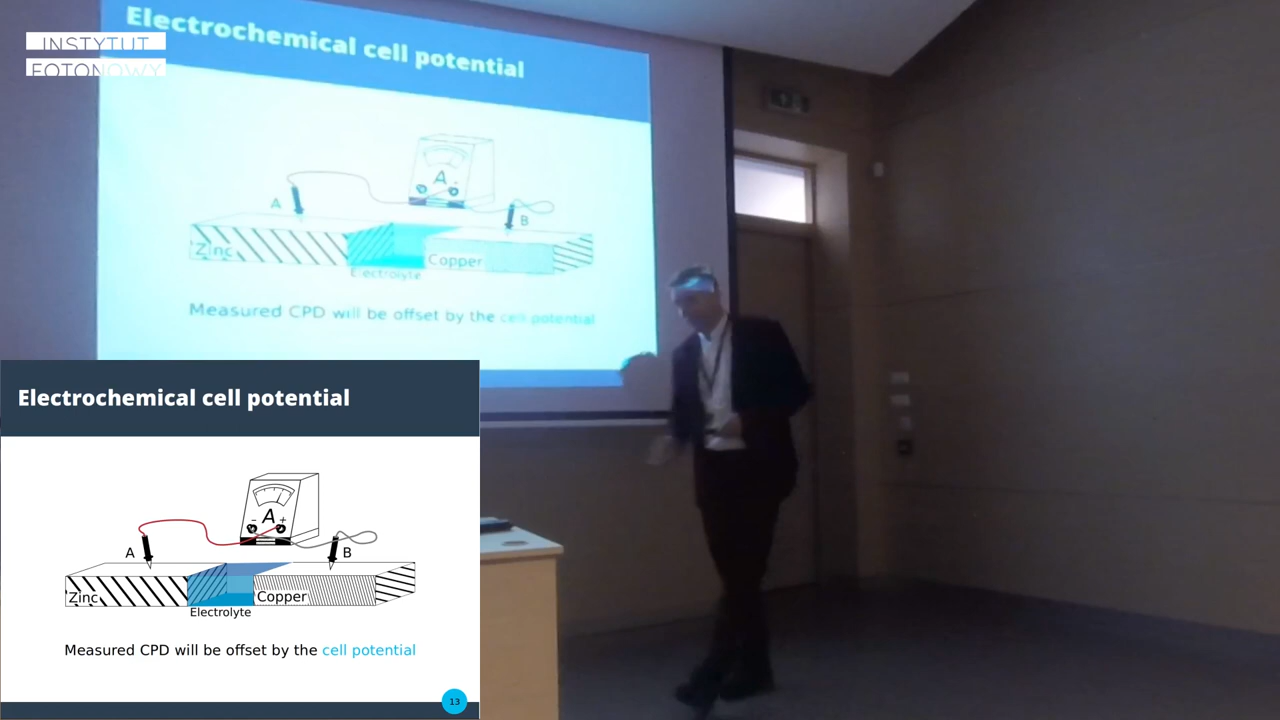 INSTYTUT
FOTONOWY
Electrochemical cell potential
A
A
-
B
Zinc
Copper
Electrolyte
Measured CPD will be offset by the cell potential
Electrochemical cell potential
A
- +
A
B
Zinc
Copper
Electrolyte
Measured CPD will be offset by the cell potential
13